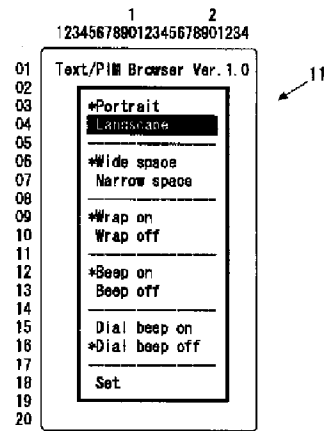 1 2
123456789012345678901234
01 Text/PIM Browser Ver.1.0
11
02
03 *Portrait
04 Landscape
05
06 *Wide space
07 Narrow space
08
09 *Wrap on
10 Wrap off
11
12 *Beep on
13 Beep off
14
15 Dial beep on
16 *Dial beep off
17
18 Set
19
20